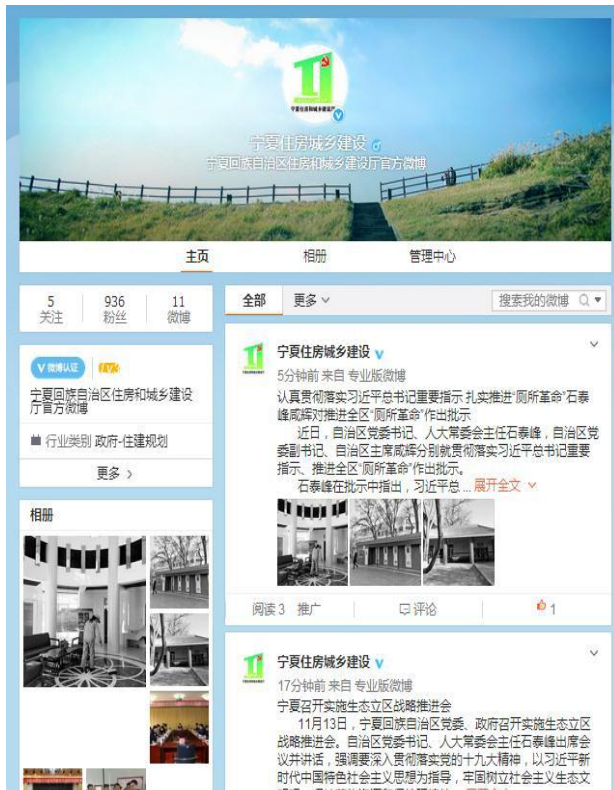 宁夏住房城乡建设
宁夏回族自治区住房和城乡建设厅官方微博
主页 相册 管理中心
5 936 11
关注 粉丝 微博
V 微博认证
宁夏回族自治区住房和城乡建设
厅官方微博
行业类别 政府-住建规划
更多 >
相册
全部 更多
搜索我的微博
宁夏住房城乡建设
5分钟前 来自 专业版微博
认真贯彻落实习近平总书记重要指示 扎实推进“厕所革命”石泰
峰咸辉对推进全区“厕所革命”作出批示
近日，自治区党委书记、人大常委会主任石泰峰，自治区党
委副书记、自治区主席咸辉分别就贯彻落实习近平总书记重要
指示、推进全区“厕所革命”作出批示。
石泰峰在批示中指出，习近平总 ... 展开全文
阅读 3 推广 评论 1
宁夏住房城乡建设
17分钟前 来自 专业版微博
宁夏召开实施生态立区战略推进会
11月13日，宁夏回族自治区党委、政府召开实施生态立区
战略推进会。自治区党委书记、人大常委会主任石泰峰出席会
议并讲话，强调要深入贯彻落实党的十九大精神，以习近平新
时代中国特色社会主义思想为指导，牢固树立社会主义生态文